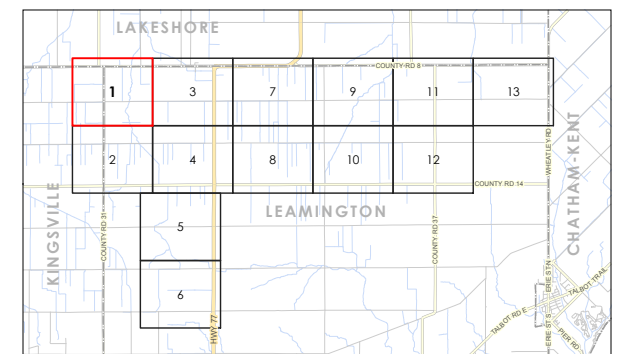 LAKESHORE
COUNTY RD 8
1
3
7
9
11
13
2
4
8
10
12
WHEATLEY RD
CHATHAM-KENT
COUNTY RD 14
KINGSVILLE
COUNTY RD 31
5
LEAMINGTON
COUNTY RD 37
6
HWY 77
ERIE ST N
TALBOT TRAIL
TALBOT RD E
ERIE ST S
PIER RD